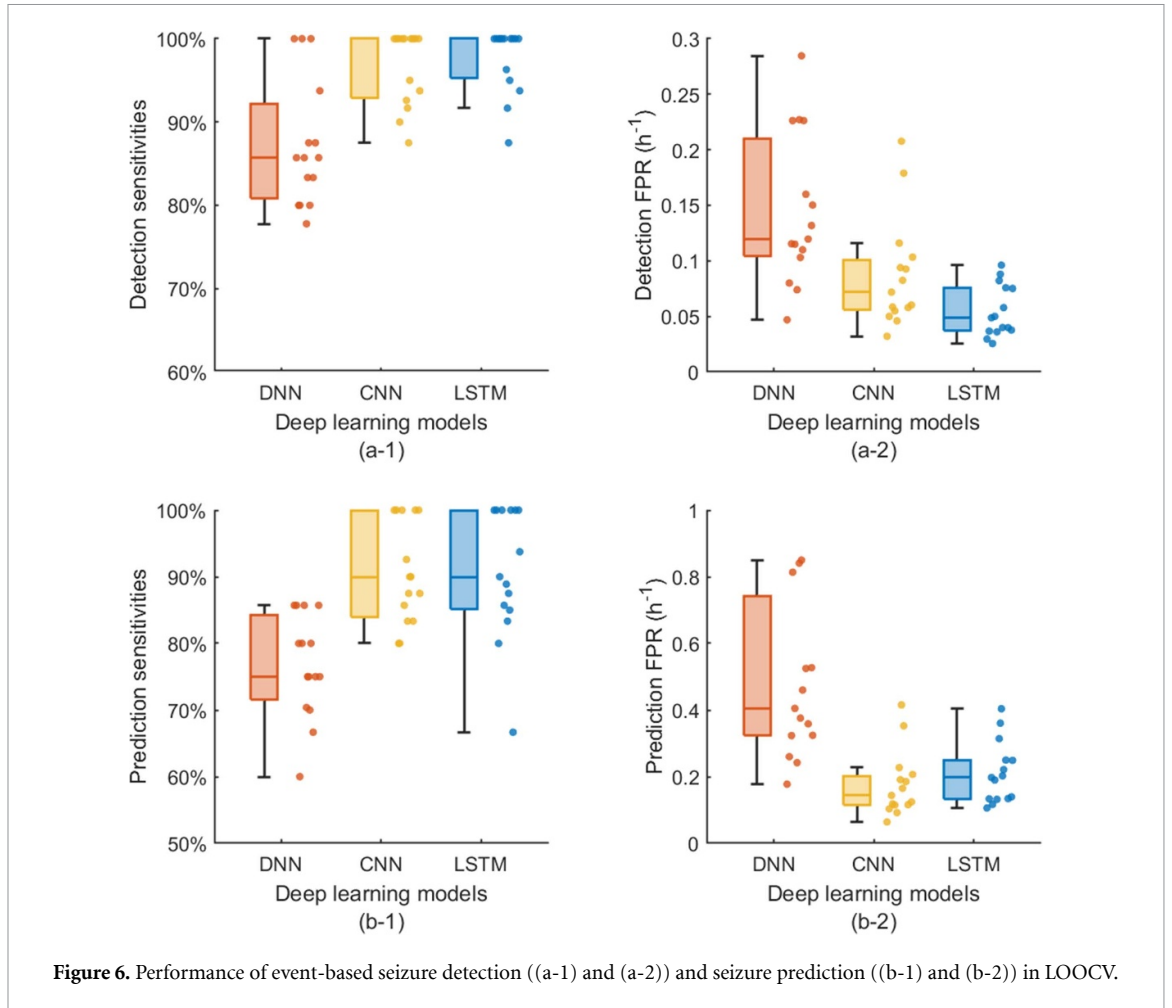 100%
90%
80%
70%
60%
Detection sensitivities
DNN CNN LSTM
Deep learning models
(a-1)
0.3
0.25
0.2
0.15
0.1
0.05
0
Detection FPR (h⁻¹)
DNN CNN LSTM
Deep learning models
(a-2)
100%
90%
80%
70%
60%
50%
Prediction sensitivities
DNN CNN LSTM
Deep learning models
(b-1)
1
0.8
0.6
0.4
0.2
0
Prediction FPR (h⁻¹)
DNN CNN LSTM
Deep learning models
(b-2)
Figure 6. Performance of event-based seizure detection ((a-1) and (a-2)) and seizure prediction ((b-1) and (b-2)) in LOOCV.